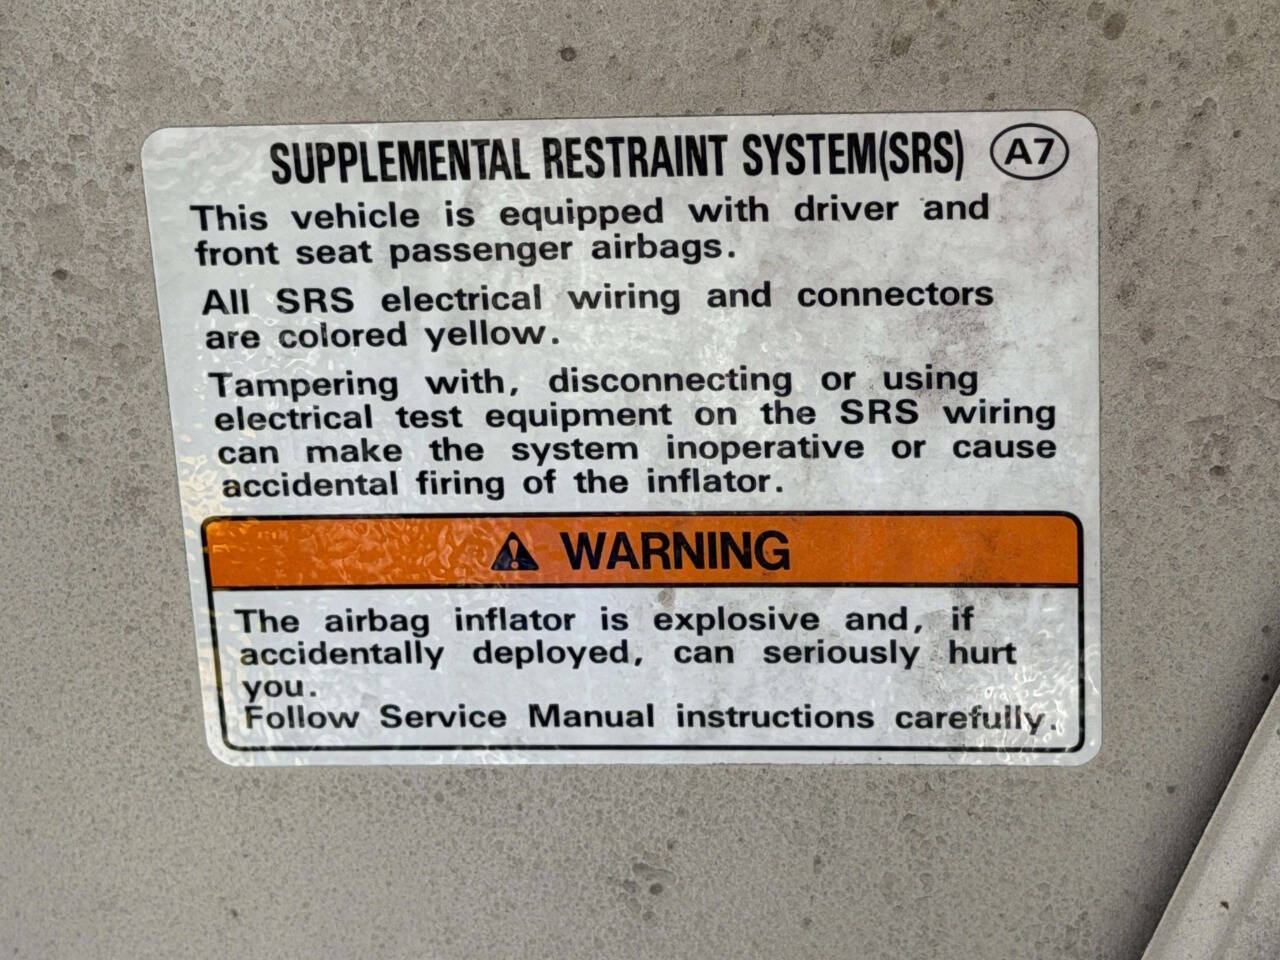 SUPPLEMENTAL RESTRAINT SYSTEM(SRS) A7
This vehicle is equipped with driver and
front seat passenger airbags.
All SRS electrical wiring and connectors
are colored yellow.
Tampering with, disconnecting or using
electrical test equipment on the SRS wiring
can make the system inoperative or cause
accidental firing of the inflator.
WARNING
The airbag inflator is explosive and, if
accidentally deployed, can seriously hurt
you.
Follow Service Manual instructions carefully.